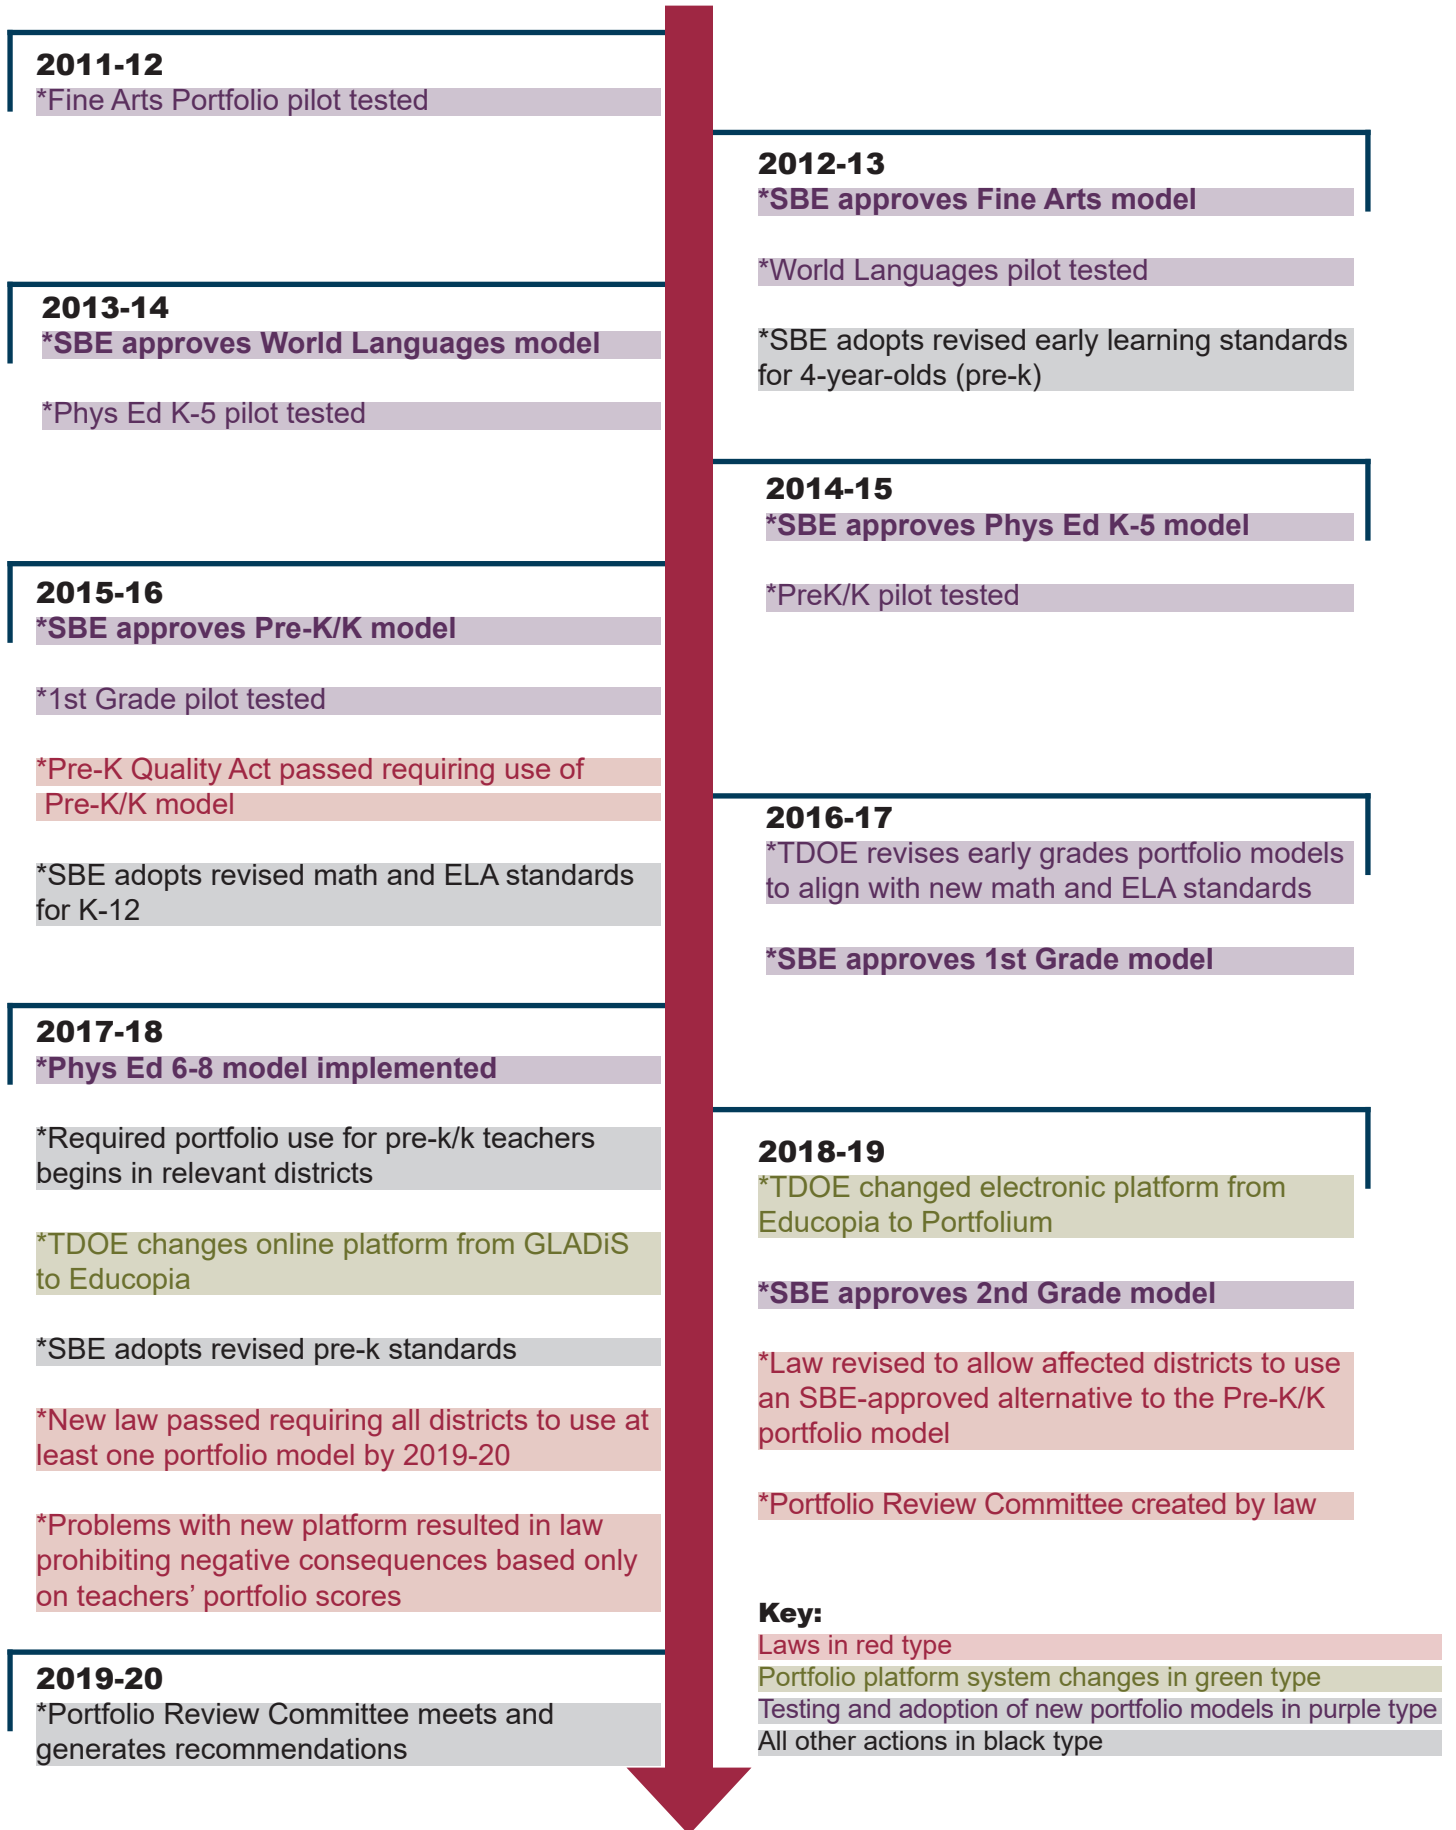 2011-12
*Fine Arts Portfolio pilot tested
2012-13
*SBE approves Fine Arts model
*World Languages pilot tested
*SBE adopts revised early learning standards
for 4-year-olds (pre-k)
2013-14
*SBE approves World Languages model
*Phys Ed K-5 pilot tested
2014-15
*SBE approves Phys Ed K-5 model
*PreK/K pilot tested
2015-16
*SBE approves Pre-K/K model
*1st Grade pilot tested
*Pre-K Quality Act passed requiring use of
Pre-K/K model
*SBE adopts revised math and ELA standards
for K-12
2016-17
*TDOE revises early grades portfolio models
to align with new math and ELA standards
*SBE approves 1st Grade model
2017-18
*Phys Ed 6-8 model implemented
*Required portfolio use for pre-k/k teachers
begins in relevant districts
*TDOE changes online platform from GLADiS
to Educopia
*SBE adopts revised pre-k standards
*New law passed requiring all districts to use at
least one portfolio model by 2019-20
*Problems with new platform resulted in law
prohibiting negative consequences based only
on teachers’ portfolio scores
2018-19
*TDOE changed electronic platform from
Educopia to Portfolium
*SBE approves 2nd Grade model
*Law revised to allow affected districts to use
an SBE-approved alternative to the Pre-K/K
portfolio model
*Portfolio Review Committee created by law
2019-20
*Portfolio Review Committee meets and
generates recommendations
Key:
Laws in red type
Portfolio platform system changes in green type
Testing and adoption of new portfolio models in purple type
All other actions in black type